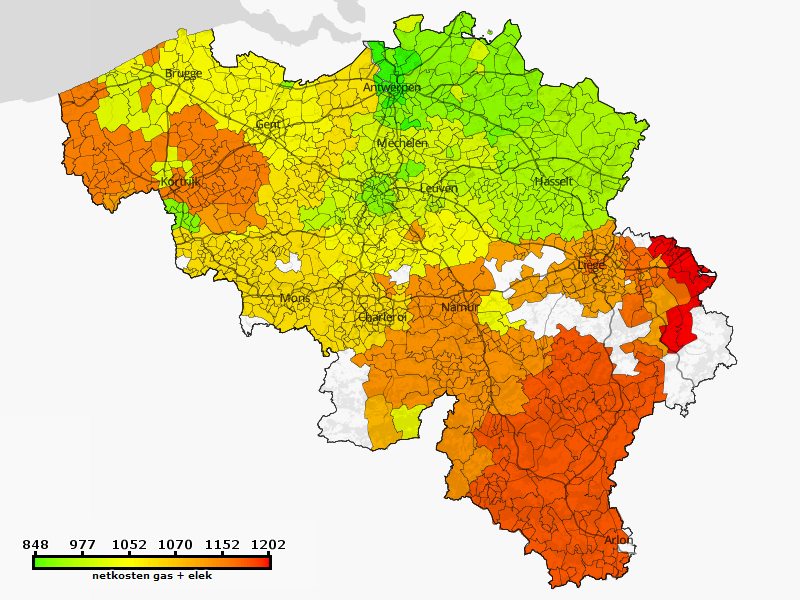 Brugge
Antwerpen
Gent
Mechelen
Kortrijk
Leuven
Hasselt
Liège
Mons
Namur
Charleroi
Arlon
848 977 1052 1070 1152 1202
netkosten gas + elek